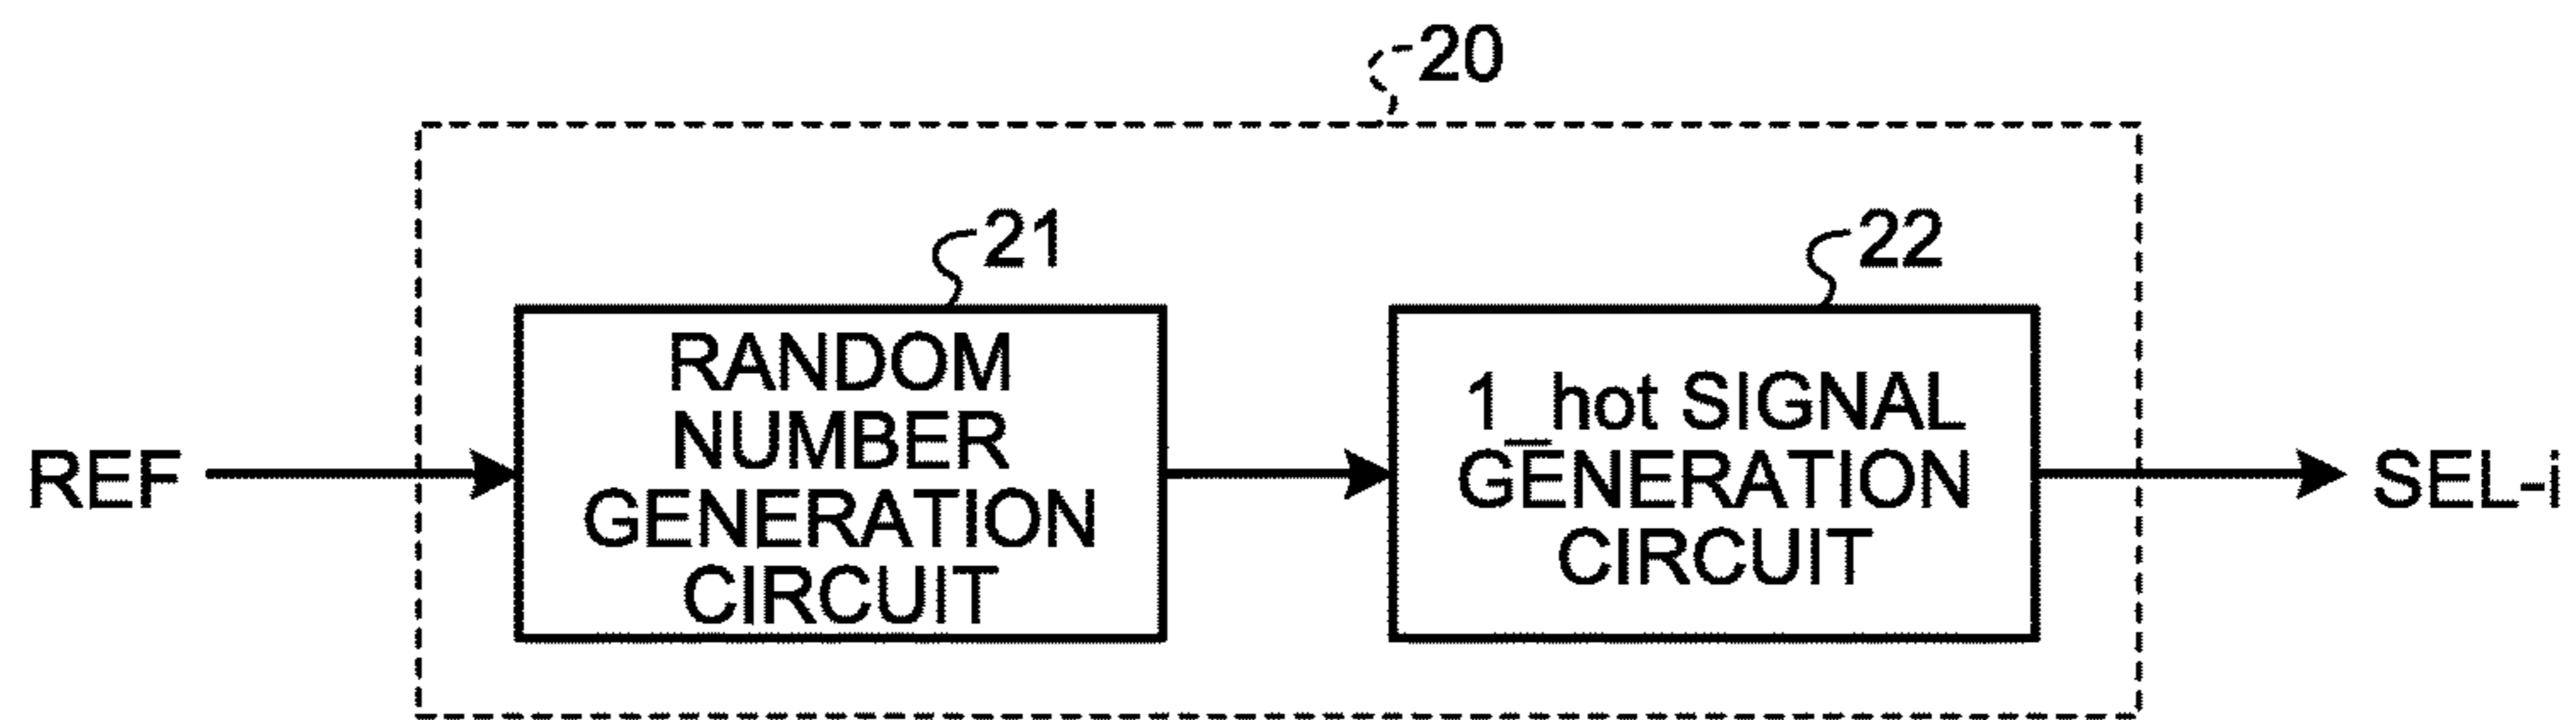 20
21
22
RANDOM
NUMBER
GENERATION
CIRCUIT
1_hot SIGNAL
GENERATION
CIRCUIT
REF
SEL-i